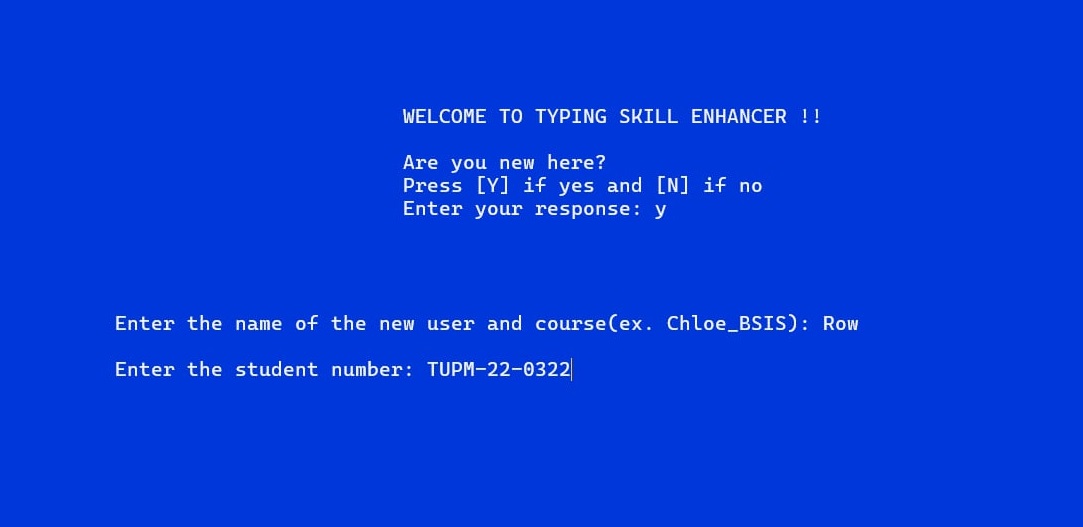 WELCOME TO TYPING SKILL ENHANCER !!
Are you new here?
Press [Y] if yes and [N] if no
Enter your response: y
Enter the name of the new user and course(ex. Chloe_BSIS): Row
Enter the student number: TUPM-22-0322